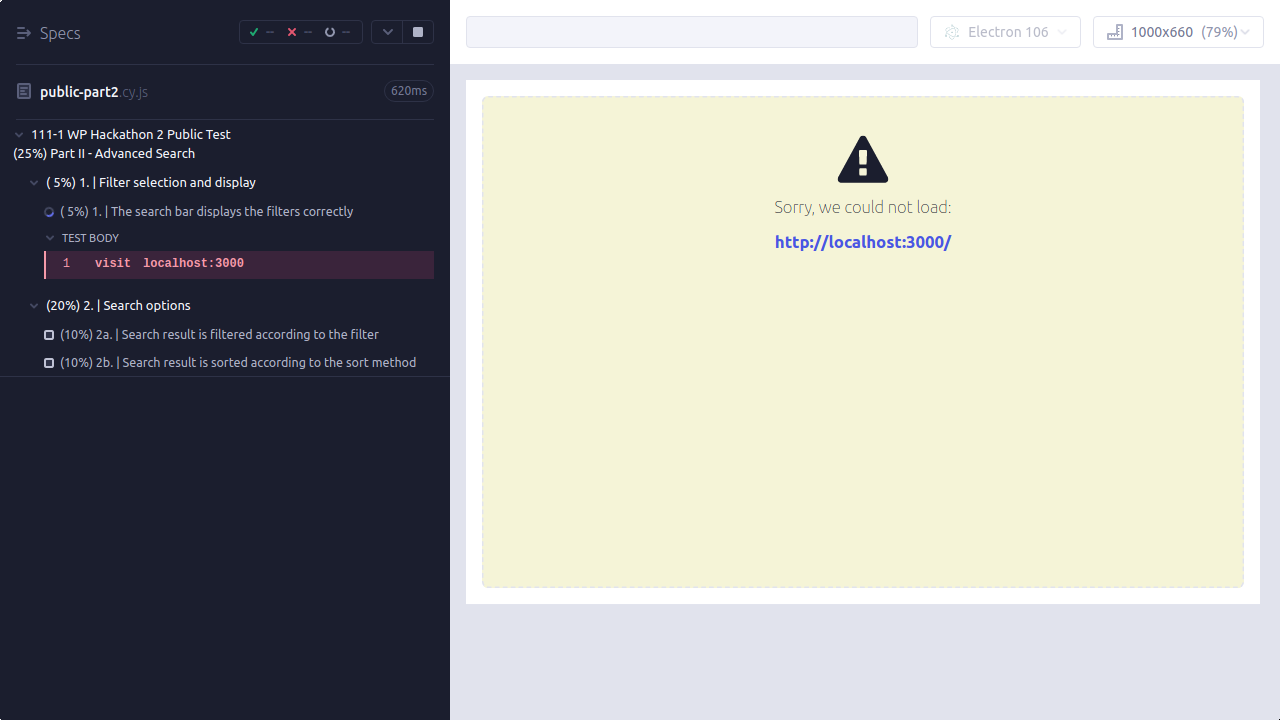 Specs
--
--
--
public-part2.cy.js
620ms
111-1 WP Hackathon 2 Public Test
(25%) Part II - Advanced Search
( 5%) 1. | Filter selection and display
( 5%) 1. | The search bar displays the filters correctly
TEST BODY
1 visit localhost:3000
(20%) 2. | Search options
(10%) 2a. | Search result is filtered according to the filter
(10%) 2b. | Search result is sorted according to the sort method
Electron 106
1000x660 (79%)
Sorry, we could not load:
http://localhost:3000/